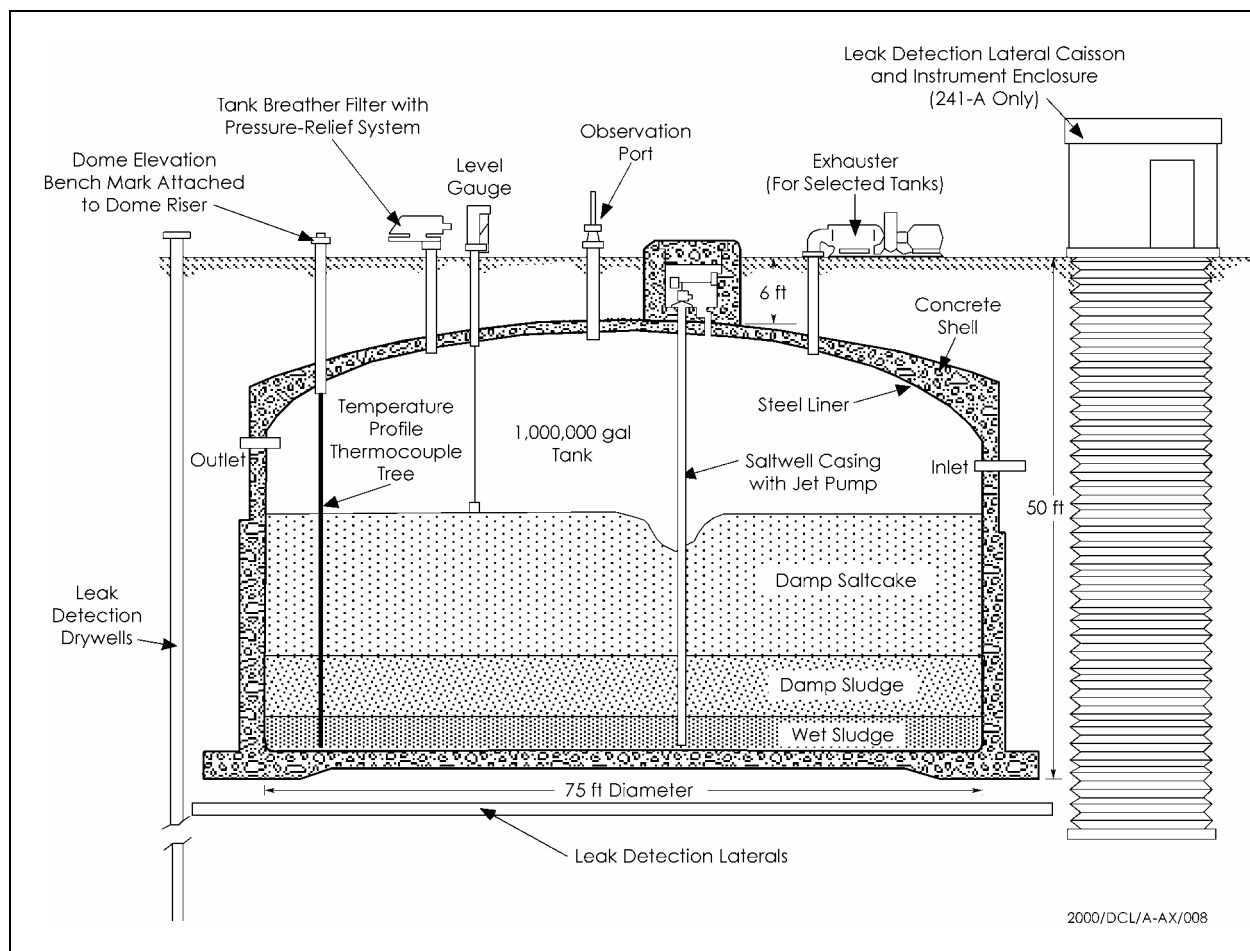 Leak Detection Lateral Caisson
and Instrument Enclosure
(241-A Only)
Tank Breather Filter with
Pressure-Relief System
Observation
Port
Dome Elevation
Bench Mark Attached
to Dome Riser
Level
Gauge
Exhauster
(For Selected Tanks)
6 ft
Concrete
Shell
Steel Liner
Temperature
Profile
Thermocouple
Tree
1,000,000 gal
Tank
Outlet
Saltwell Casing
with Jet Pump
Inlet
50 ft
Damp Saltcake
Leak
Detection
Drywells
Damp Sludge
Wet Sludge
75 ft Diameter
Leak Detection Laterals
2000/DCL/A-AX/008